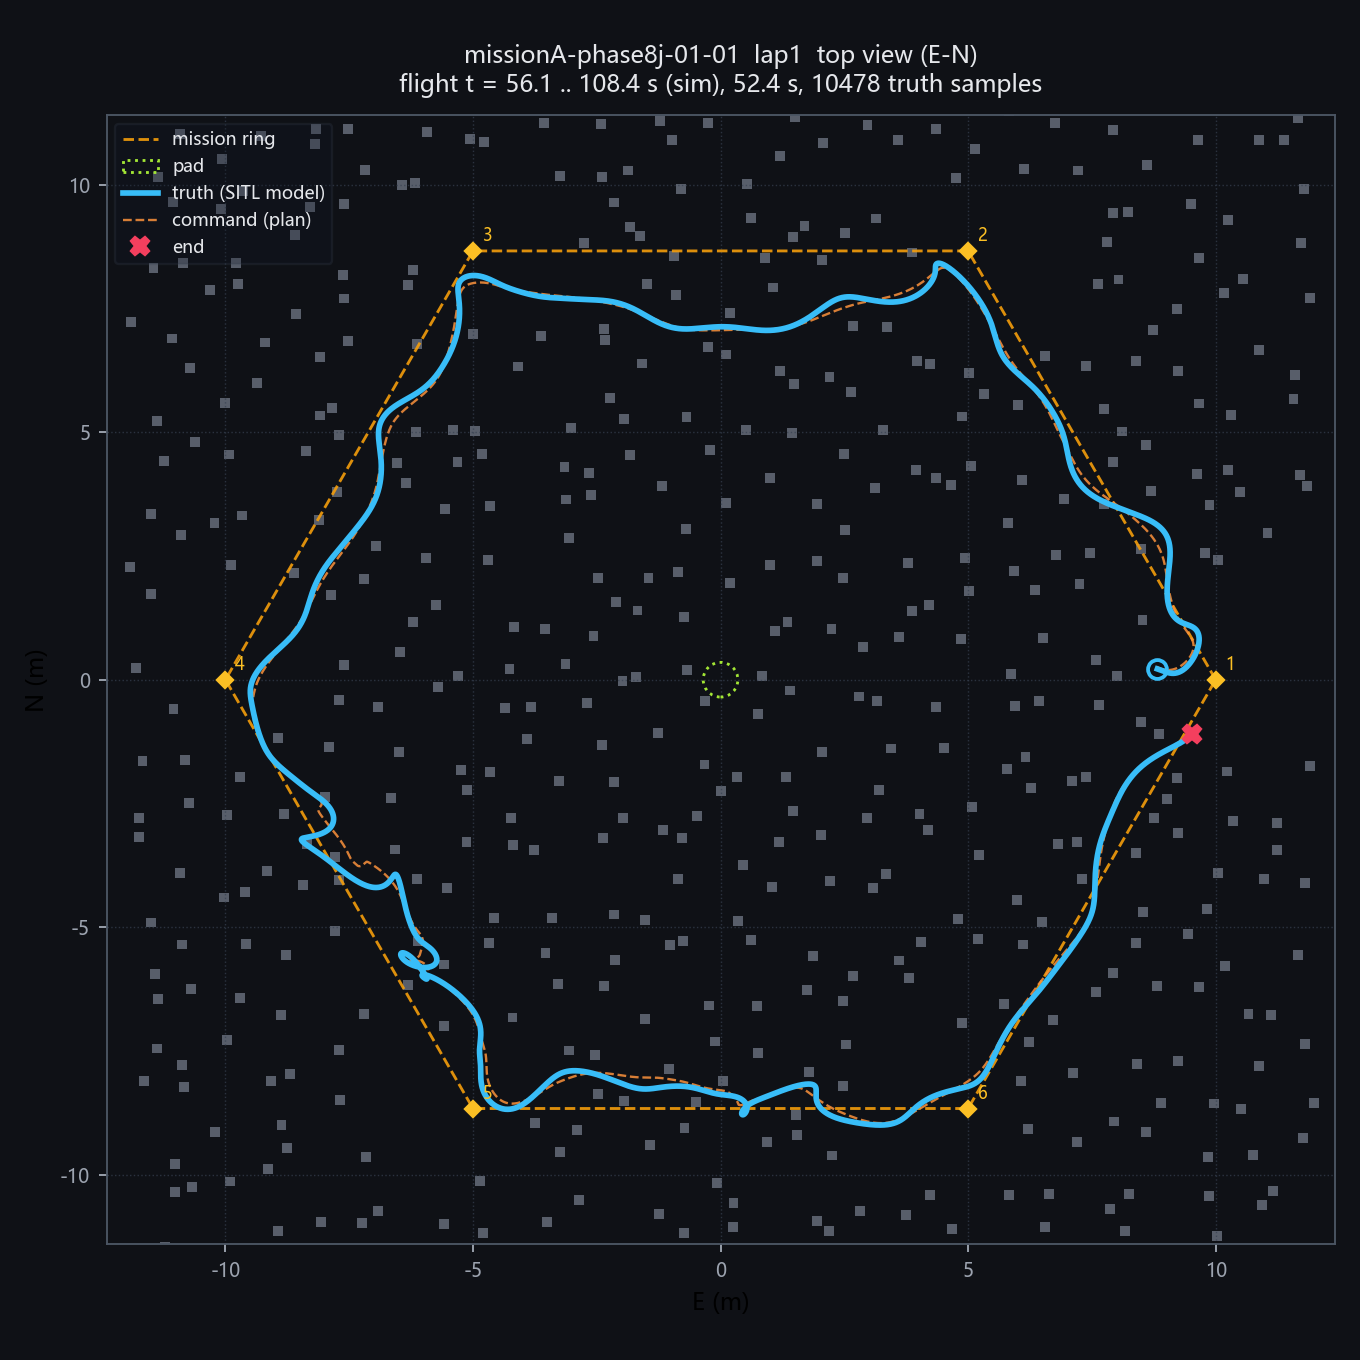 missionA-phase8j-01-01 lap1 top view (E-N)
flight t = 56.1 .. 108.4 s (sim), 52.4 s, 10478 truth samples
mission ring
pad
truth (SITL model)
command (plan)
end
3
2
4
1
5
6
10
5
0
-5
-10
N (m)
-10
-5
0
5
10
E (m)